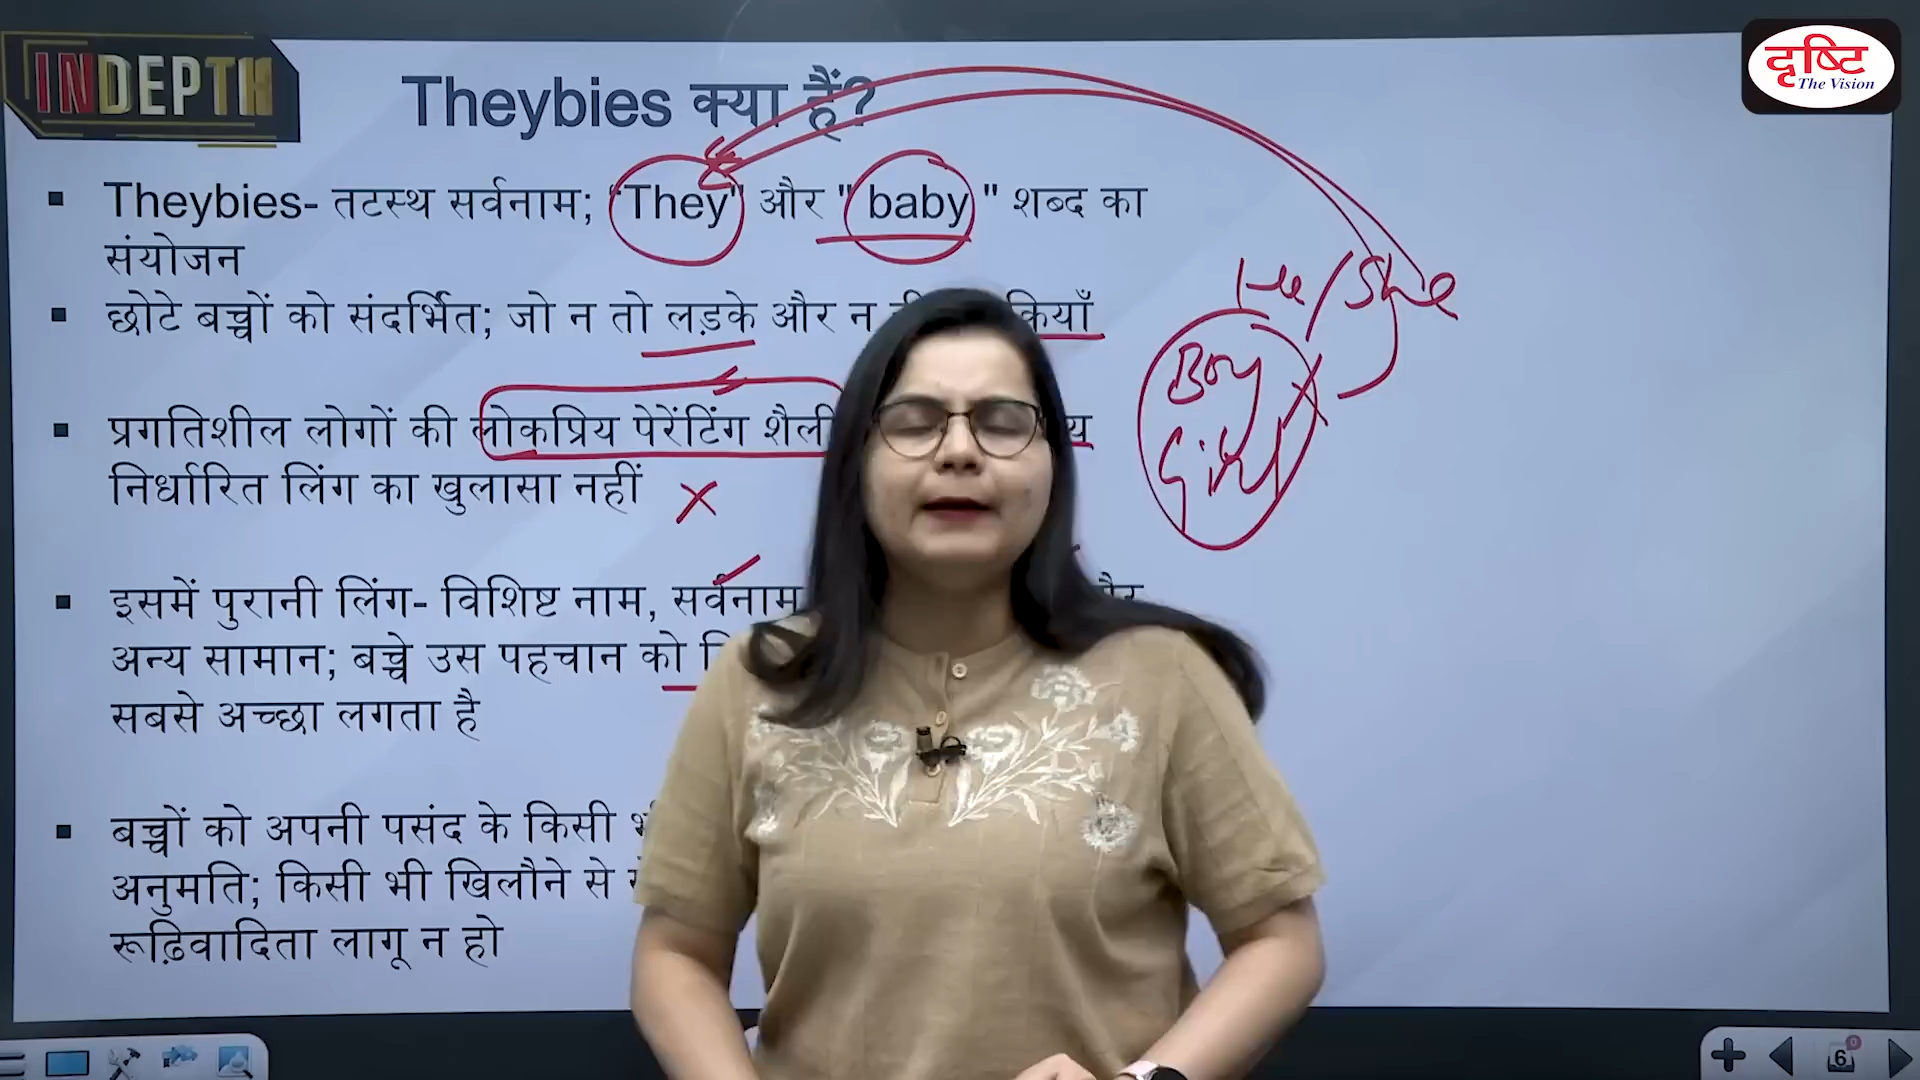 INDEPTH
Theybies क्या हैं?
दृष्टि
The Vision
Theybies- तटस्थ सर्वनाम; "They" और " baby " शब्द का
संयोजन
He/She
छोटे बच्चों को संदर्भित; जो न तो लड़के और न
Boy
Girl
प्रगतिशील लोगों की लोकप्रिय पेरेंटिंग शैली
निर्धारित लिंग का खुलासा नहीं
इसमें पुरानी लिंग- विशिष्ट नाम, सर्वनाम और
अन्य सामान; बच्चे उस पहचान को
सबसे अच्छा लगता है
बच्चों को अपनी पसंद के किसी
अनुमति; किसी भी खिलौने से
रूढ़िवादिता लागू न हो
6